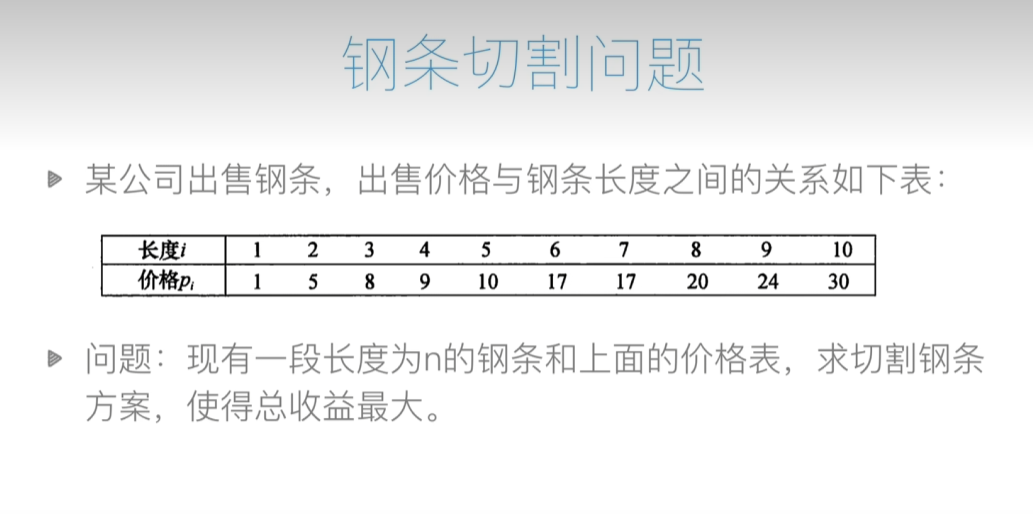 钢条切割问题
某公司出售钢条，出售价格与钢条长度之间的关系如下表：
长度i 1 2 3 4 5 6 7 8 9 10
价格pi 1 5 8 9 10 17 17 20 24 30
问题：现有一段长度为n的钢条和上面的价格表，求切割钢条
方案，使得总收益最大。